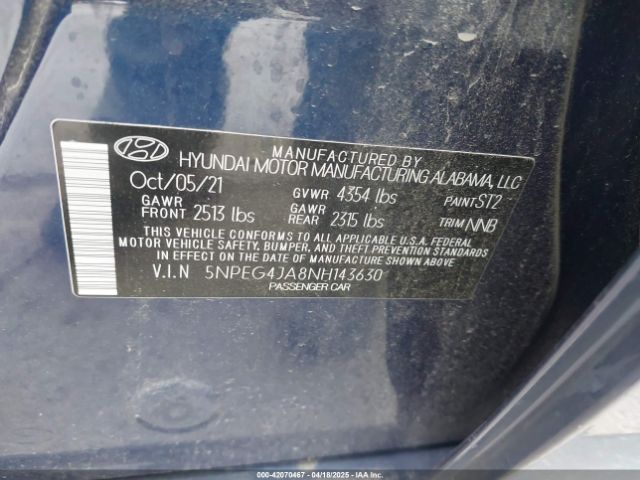 MANUFACTURED BY
HYUNDAI MOTOR MANUFACTURING ALABAMA, LLC
Oct/05/21 GVWR 4354 lbs PAINT ST2
GAWR FRONT 2513 lbs GAWR REAR 2315 lbs TRIM NNB
THIS VEHICLE CONFORMS TO ALL APPLICABLE U.S.A. FEDERAL
MOTOR VEHICLE SAFETY, BUMPER, AND THEFT PREVENTION STANDARDS
IN EFFECT ON THE DATE OF MANUFACTURE SHOWN ABOVE.
V.I.N 5NPEG4JA8NH143630
PASSENGER CAR
000-42070467 - 04/18/2025 - IAAI.COM